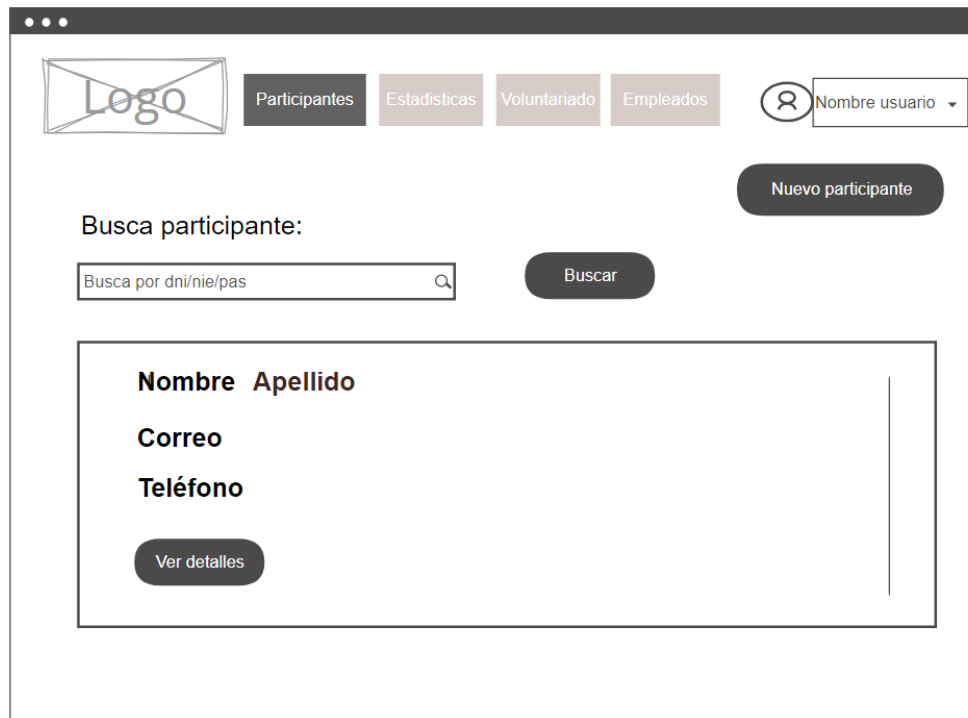 Logo
Participantes
Estadisticas
Voluntariado
Empleados
Nombre usuario
Nuevo participante
Busca participante:
Busca por dni/nie/pas
Buscar
Nombre Apellido
Correo
Teléfono
Ver detalles